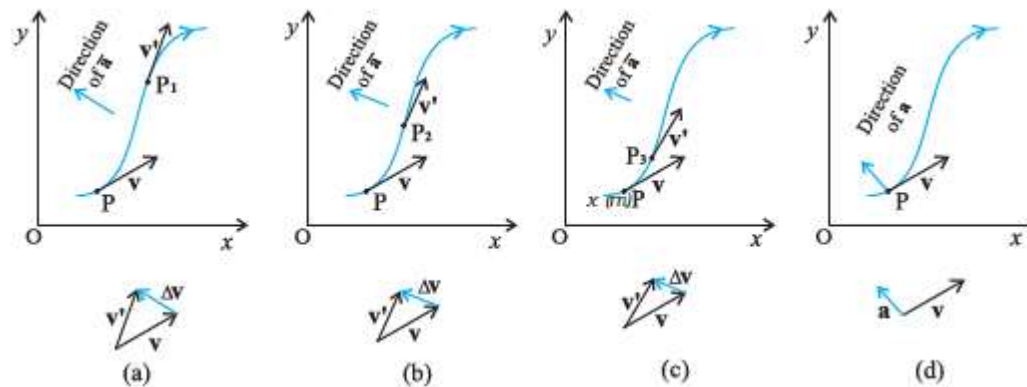 y
Direction
of a̅
v'
P₁
v
P
O
x
Δv
v'
v
(a)
y
Direction
of a̅
v'
P₂
v
P
O
x
Δv
v'
v
(b)
y
Direction
of a̅
P₃
v'
v
P
x (m)
O
x
Δv
v'
v
(c)
y
Direction
of a
v
P
O
x
a
v
(d)